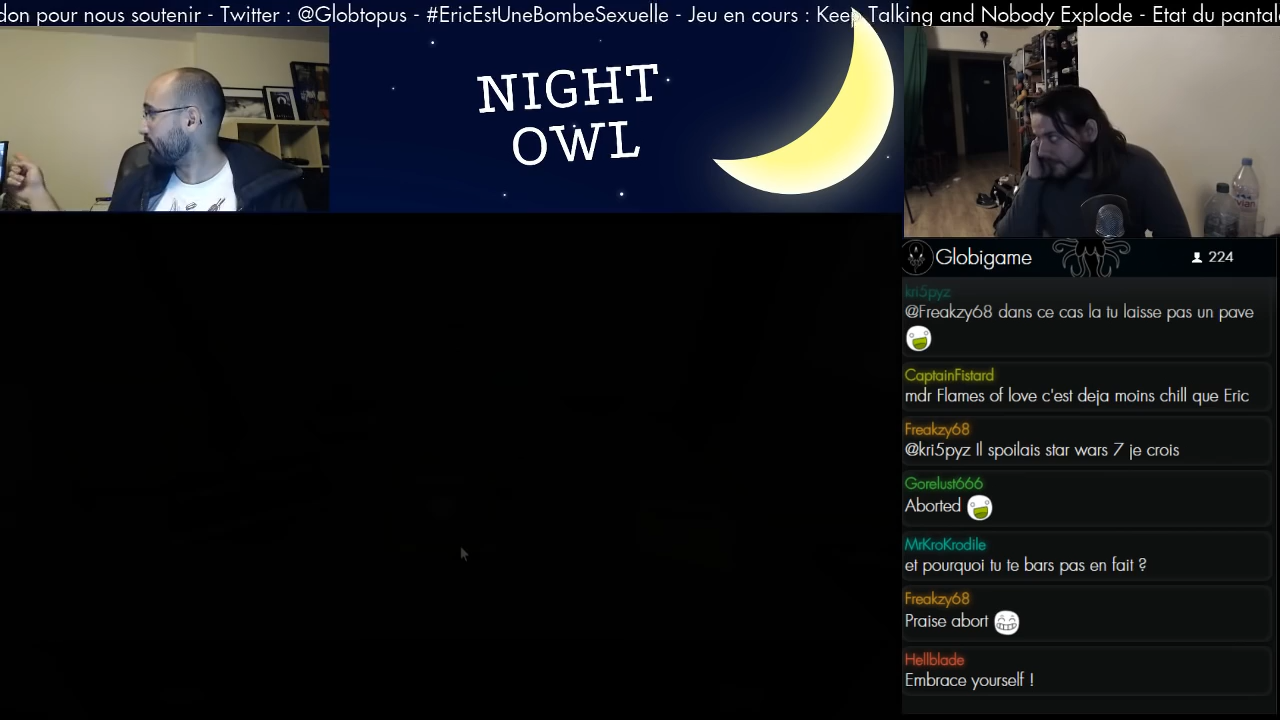 don pour nous soutenir - Twitter : @Globtopus - #EricEstUneBombeSexuelle - Jeu en cours : Keep Talking and Nobody Explode - Etat du pantal
NIGHT
OWL
Globigame
224
kri5pyz
@Freakzy68 dans ce cas la tu laisse pas un pave
CaptainFistard
mdr Flames of love c'est deja moins chill que Eric
Freakzy68
@kri5pyz Il spoilais star wars 7 je crois
Gorelust666
Aborted
MrKroKrodile
et pourquoi tu te bars pas en fait ?
Freakzy68
Praise abort
Hellblade
Embrace yourself !